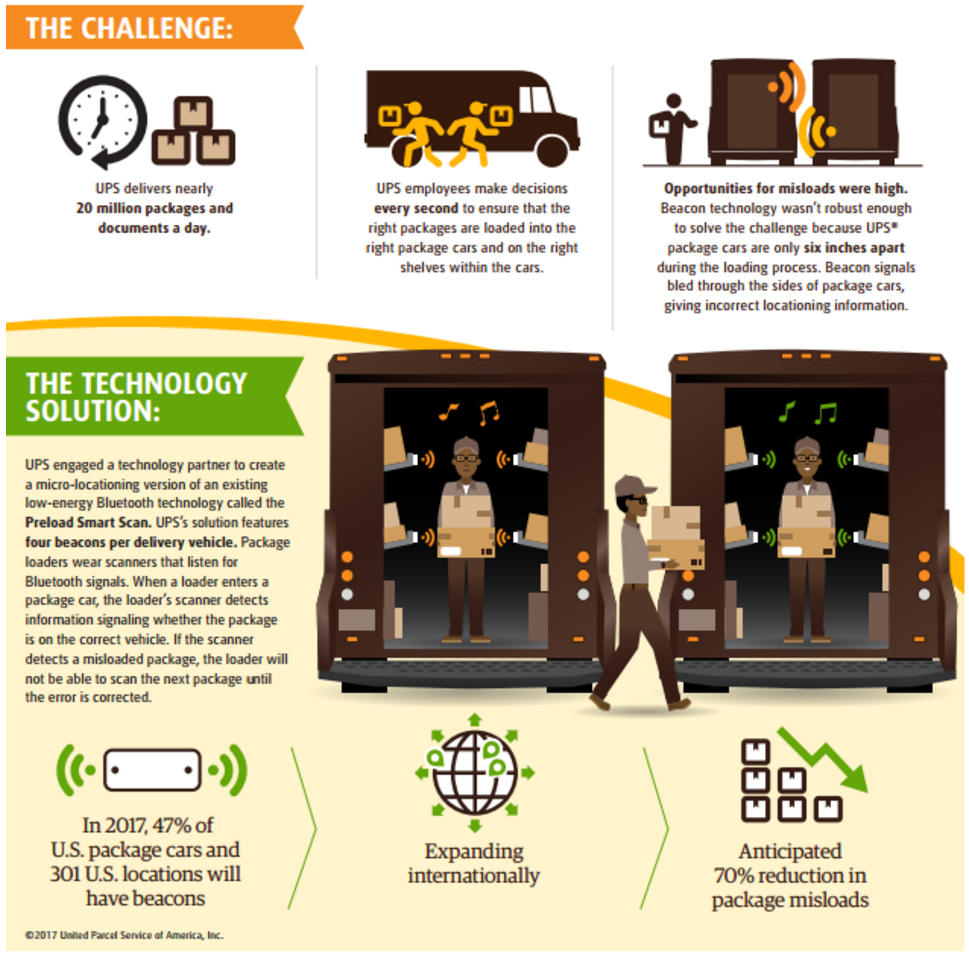 THE CHALLENGE:
UPS delivers nearly
20 million packages and
documents a day.
UPS employees make decisions
every second to ensure that the
right packages are loaded into the
right package cars and on the right
shelves within the cars.
Opportunities for misloads were high.
Beacon technology wasn't robust enough
to solve the challenge because UPS®
package cars are only six inches apart
during the loading process. Beacon signals
bled through the sides of package cars,
giving incorrect locationing information.
THE TECHNOLOGY
SOLUTION:
UPS engaged a technology partner to create
a micro-locationing version of an existing
low-energy Bluetooth technology called the
Preload Smart Scan. UPS's solution features
four beacons per delivery vehicle. Package
loaders wear scanners that listen for
Bluetooth signals. When a loader enters a
package car, the loader's scanner detects
information signaling whether the package
is on the correct vehicle. If the scanner
detects a misloaded package, the loader will
not be able to scan the next package until
the error is corrected.
In 2017, 47% of
U.S. package cars and
301 U.S. locations will
have beacons
Expanding
internationally
Anticipated
70% reduction in
package misloads
©2017 United Parcel Service of America, Inc.